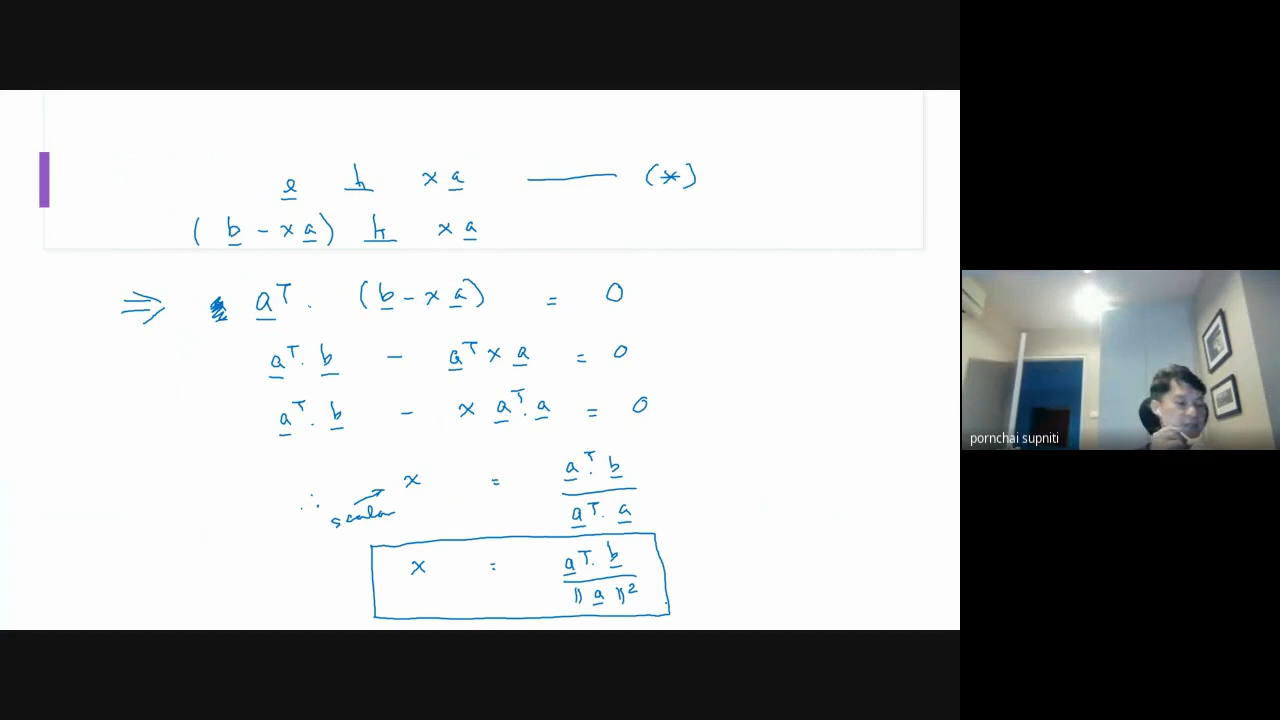 e ⊥ x a ——— (*)
( b - x a ) ⊥ x a
⇒ aᵀ . ( b - x a ) = 0
aᵀ . b - aᵀ x a = 0
aᵀ . b - x aᵀ . a = 0
∴ x = aᵀ . b / aᵀ . a
scalar
x = aᵀ . b / ‖ a ‖²
pornchai supniti